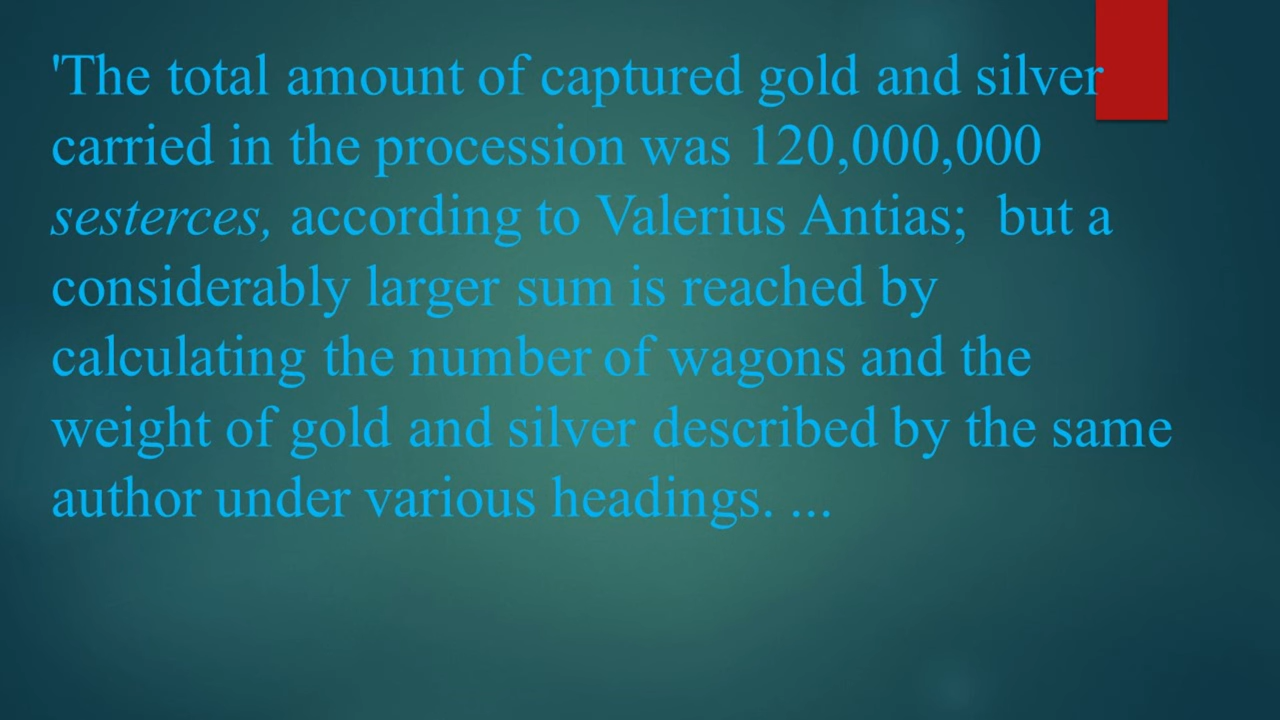 'The total amount of captured gold and silver
carried in the procession was 120,000,000
sesterces, according to Valerius Antias;  but a
considerably larger sum is reached by
calculating the number of wagons and the
weight of gold and silver described by the same
author under various headings. ...